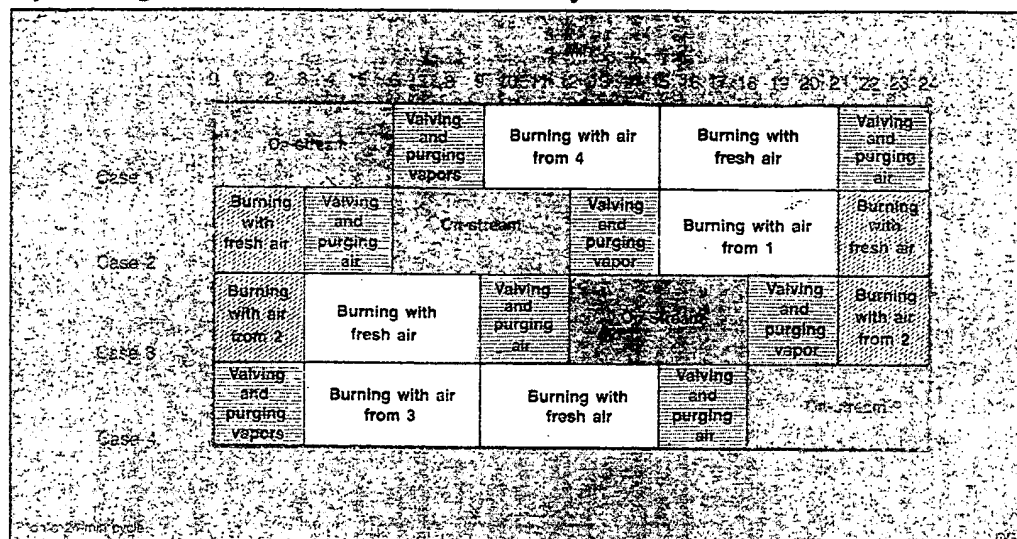 0 1 2 3 4 5 6 7 8 9 10 11 12 13 14 15 16 17 18 19 20 21 22 23 24
Case 1
On-stream
Valving
and
purging
vapors
Burning with air
from 4
Burning with
fresh air
Valving
and
purging
air
Case 2
Burning
with
fresh air
Valving
and
purging
air
On-stream
Valving
and
purging
vapor
Burning with air
from 1
Burning
with
fresh air
Case 3
Burning
with air
from 2
Burning with
fresh air
Valving
and
purging
air
On-stream
Valving
and
purging
vapor
Burning
with air
from 2
Case 4
Valving
and
purging
vapors
Burning with air
from 3
Burning with
fresh air
Valving
and
purging
air
On-stream
min cycle